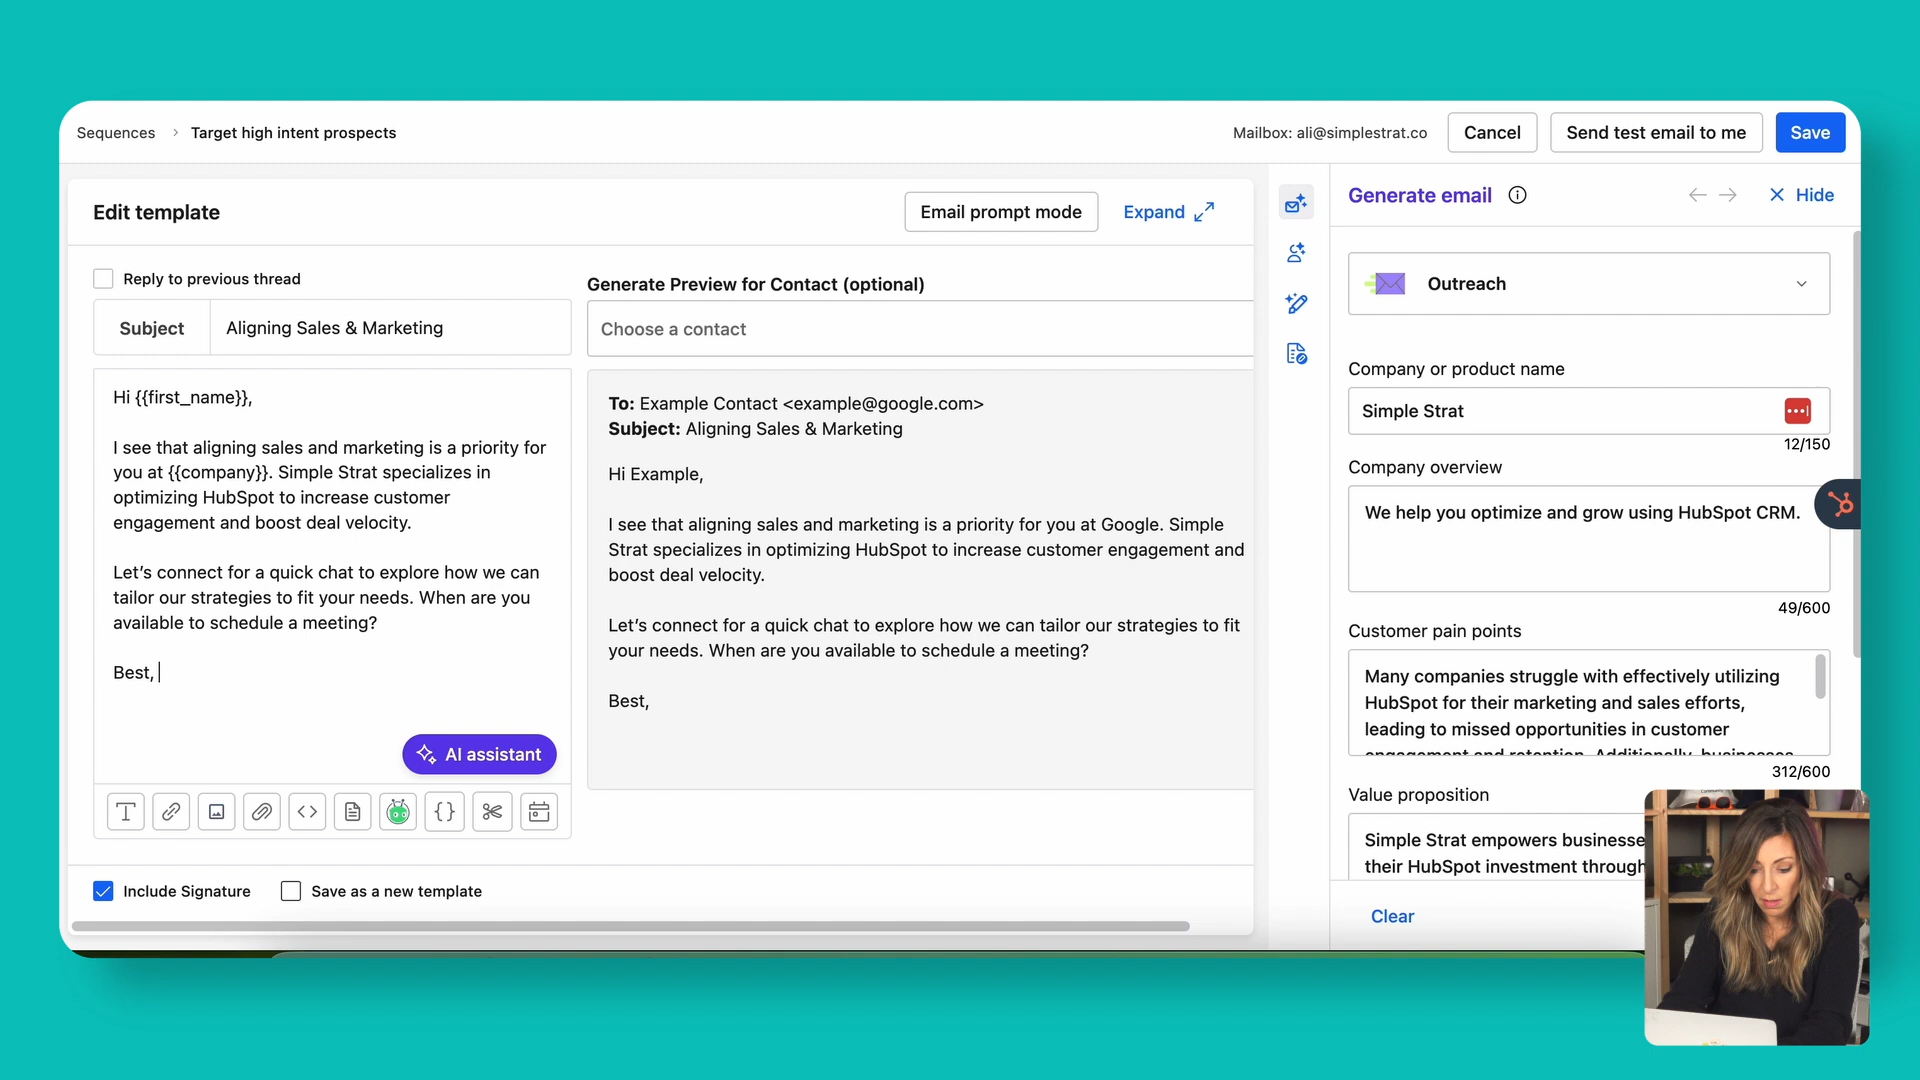 Sequences > Target high intent prospects
Mailbox: ali@simplestrat.co
Cancel
Send test email to me
Save
Edit template
Email prompt mode
Expand
Reply to previous thread
Subject
Aligning Sales & Marketing
Hi {{first_name}},
I see that aligning sales and marketing is a priority for
you at {{company}}. Simple Strat specializes in
optimizing HubSpot to increase customer
engagement and boost deal velocity.
Let’s connect for a quick chat to explore how we can
tailor our strategies to fit your needs. When are you
available to schedule a meeting?
Best,
AI assistant
Include Signature
Save as a new template
Generate Preview for Contact (optional)
Choose a contact
To: Example Contact <example@google.com>
Subject: Aligning Sales & Marketing
Hi Example,
I see that aligning sales and marketing is a priority for you at Google. Simple
Strat specializes in optimizing HubSpot to increase customer engagement and
boost deal velocity.
Let’s connect for a quick chat to explore how we can tailor our strategies to fit
your needs. When are you available to schedule a meeting?
Best,
Generate email
Hide
Outreach
Company or product name
Simple Strat
12/150
Company overview
We help you optimize and grow using HubSpot CRM.
49/600
Customer pain points
Many companies struggle with effectively utilizing
HubSpot for their marketing and sales efforts,
leading to missed opportunities in customer
engagement and retention. Additionally, businesses
312/600
Value proposition
Simple Strat empowers businesse
their HubSpot investment through
Clear